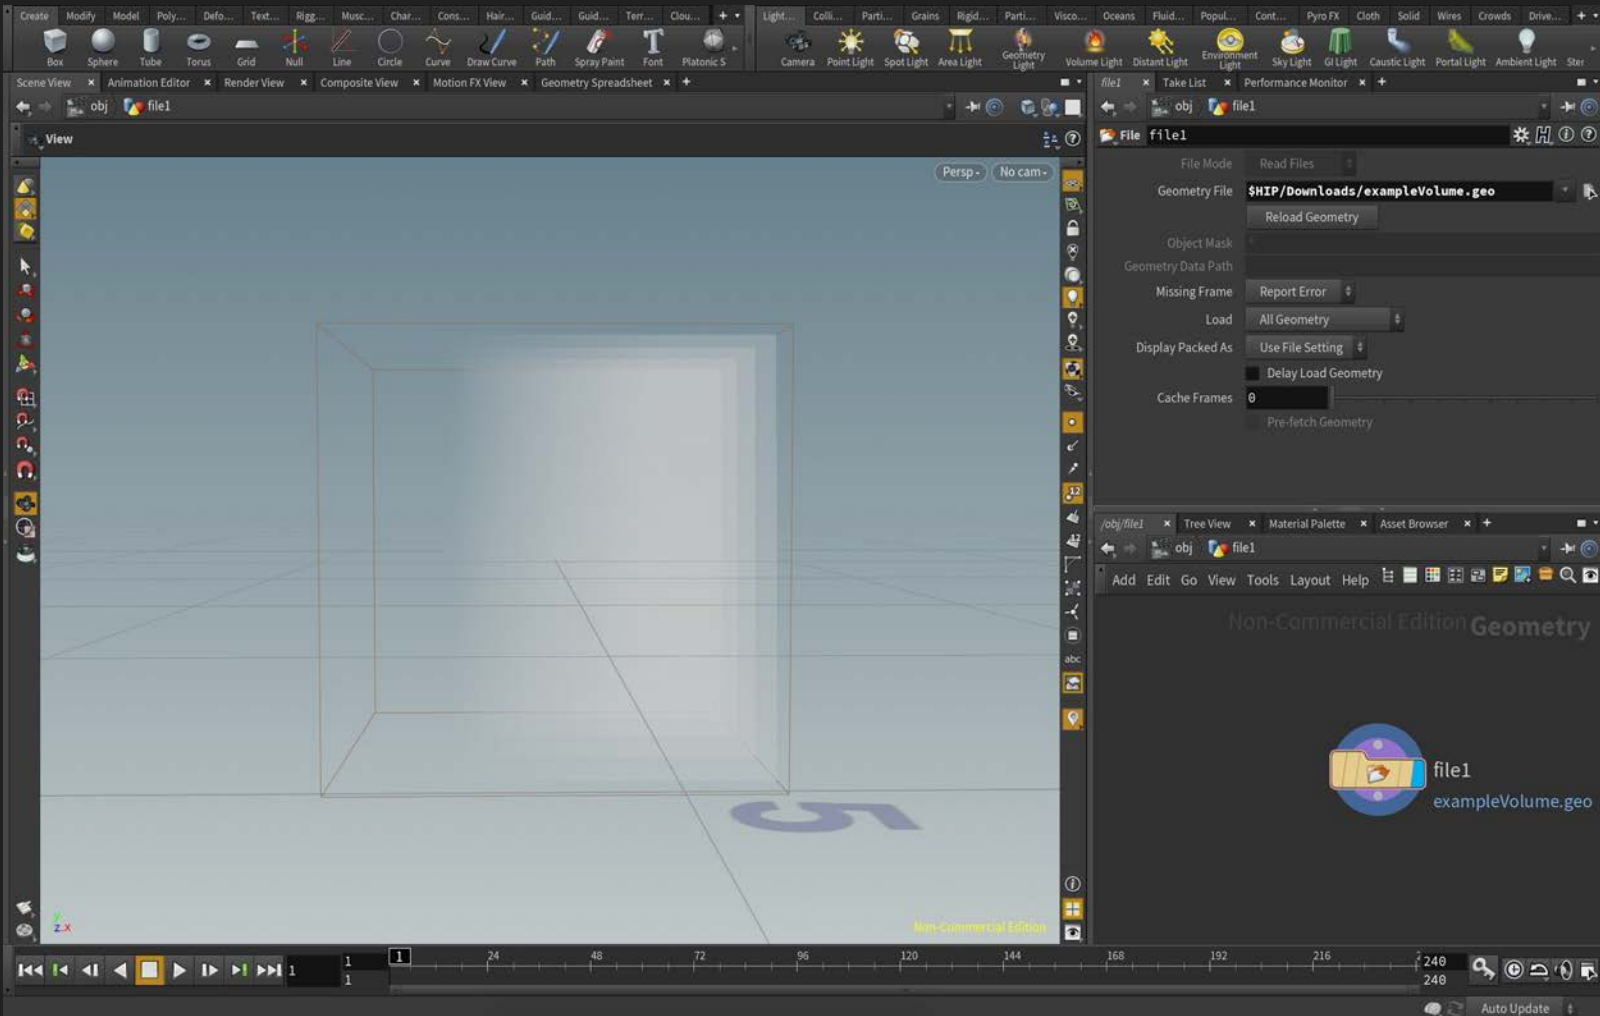 Create Modify Model Poly... Defo... Text... Rigg... Musc... Char... Cons... Hair... Guid... Guid... Terr... Clou... Light... Colli... Parti... Grains Rigid... Parti... Visco... Oceans Fluid... Popul... Cont... Pyro FX Cloth Solid Wires Crowds Drive...
Box Sphere Tube Torus Grid Null Line Circle Curve Draw Curve Path Spray Paint Font Platonic S Camera Point Light Spot Light Area Light Geometry Light Volume Light Distant Light Environment Light Sky Light GI Light Caustic Light Portal Light Ambient Light Ster
Scene View Animation Editor Render View Composite View Motion FX View Geometry Spreadsheet
obj file1
View
Persp No cam
12
12
abc
5
y
z x
Non-Commercial Edition
file1 Take List Performance Monitor
obj file1
File file1
File Mode Read Files
Geometry File $HIP/Downloads/exampleVolume.geo
Reload Geometry
Object Mask *
Geometry Data Path
Missing Frame Report Error
Load All Geometry
Display Packed As Use File Setting
Delay Load Geometry
Cache Frames 0
Pre-fetch Geometry
/obj/file1 Tree View Material Palette Asset Browser
obj file1
Add Edit Go View Tools Layout Help
Non-Commercial Edition Geometry
file1
exampleVolume.geo
1 1 1 24 48 72 96 120 144 168 192 216 240
1 240
Auto Update